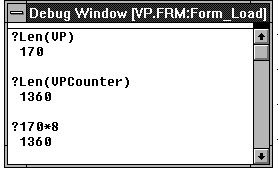 Debug Window [VP.FRM:Form_Load]
?Len(VP)
170
?Len(VPCounter)
1360
?170*8
1360